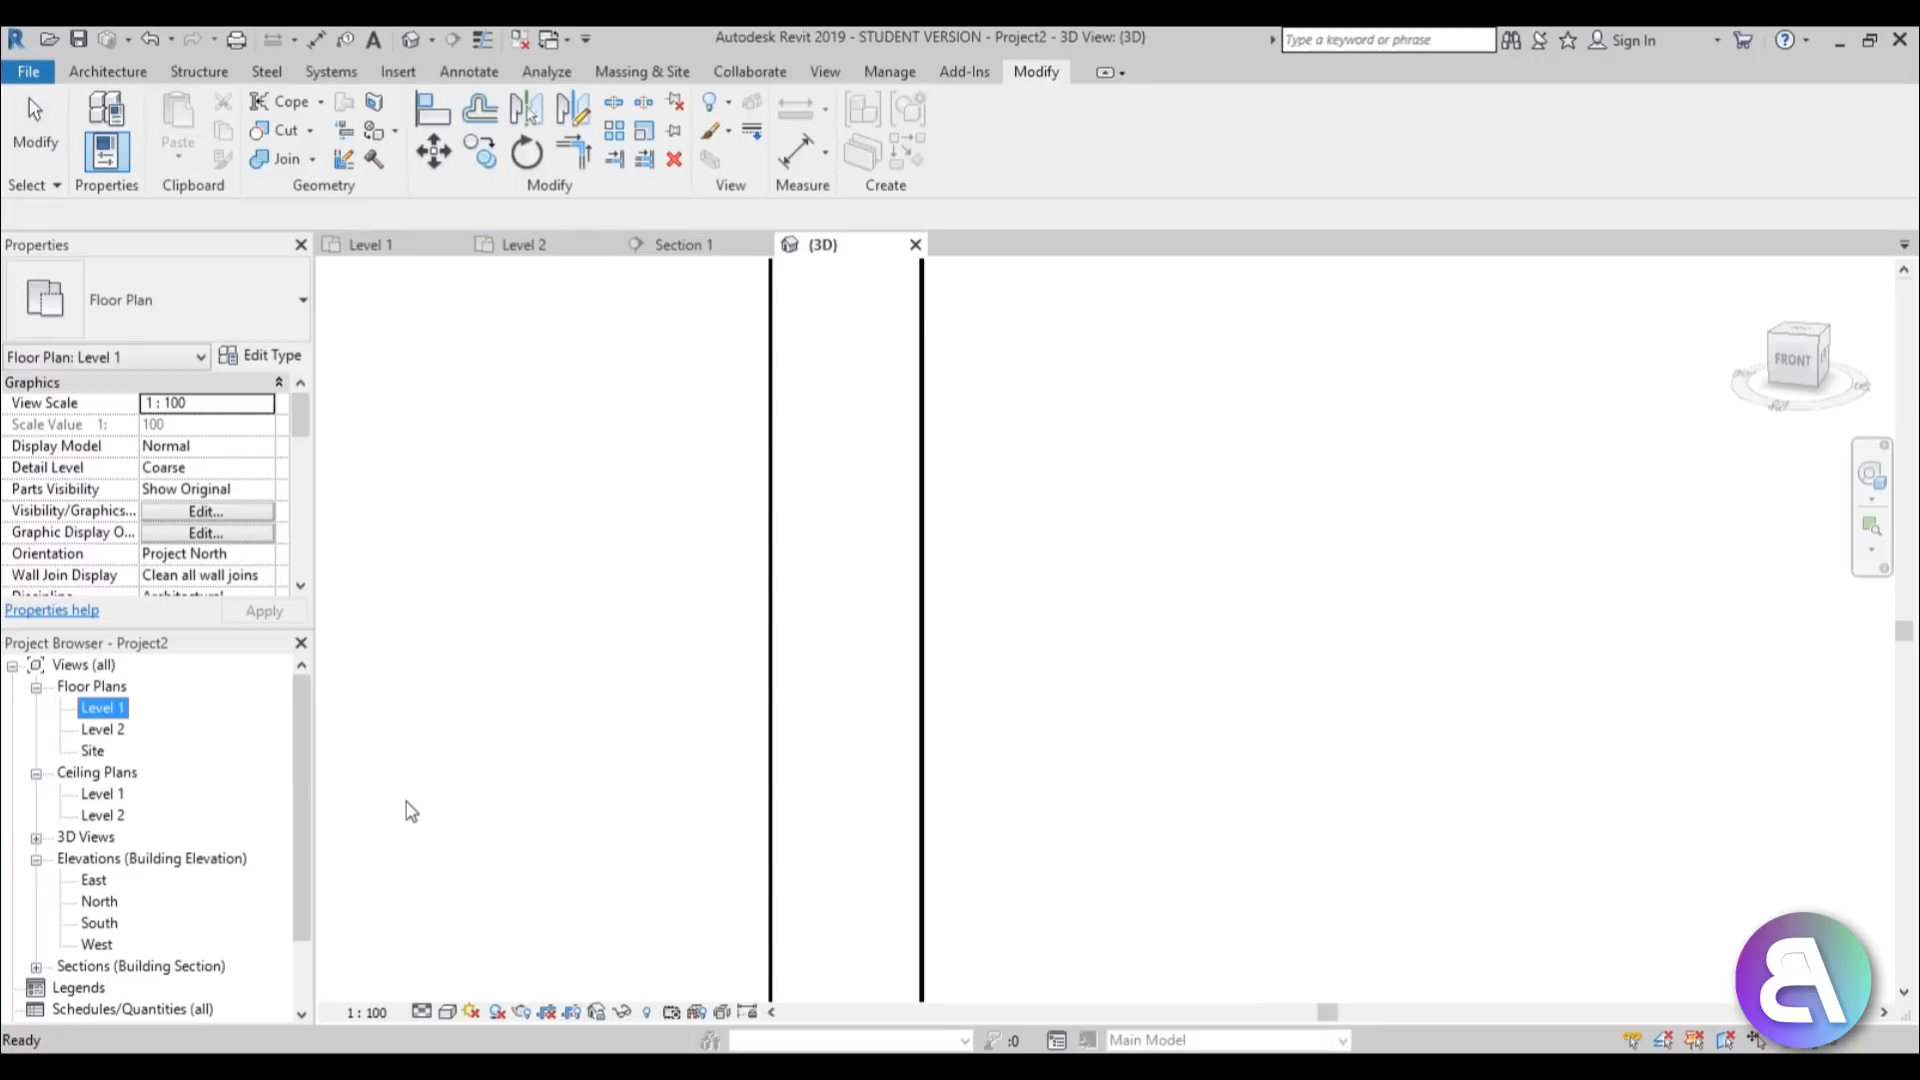 Autodesk Revit 2019 - STUDENT VERSION - Project2 - 3D View: {3D}
Type a keyword or phrase
Sign In
File Architecture Structure Steel Systems Insert Annotate Analyze Massing & Site Collaborate View Manage Add-Ins Modify
Modify
Paste
Cope
Cut
Join
Select Properties Clipboard Geometry Modify View Measure Create
Properties
Level 1 Level 2 Section 1 {3D}
Floor Plan
Floor Plan: Level 1 Edit Type
Graphics
View Scale 1 : 100
Scale Value 1: 100
Display Model Normal
Detail Level Coarse
Parts Visibility Show Original
Visibility/Graphics... Edit...
Graphic Display O... Edit...
Orientation Project North
Wall Join Display Clean all wall joins
Properties help Apply
Project Browser - Project2
Views (all)
Floor Plans
Level 1
Level 2
Site
Ceiling Plans
Level 1
Level 2
3D Views
Elevations (Building Elevation)
East
North
South
West
Sections (Building Section)
Legends
Schedules/Quantities (all)
FRONT
1 : 100
Ready
:0
Main Model